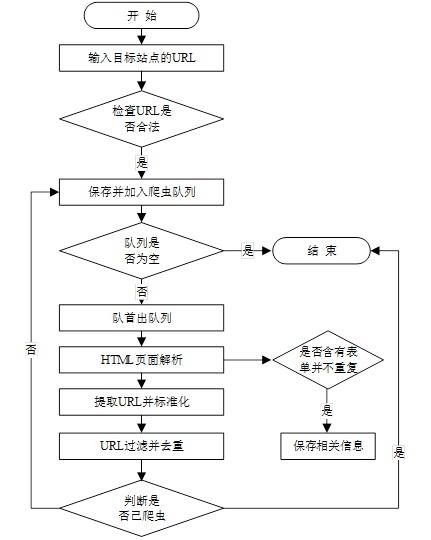 开 始
输入目标站点的URL
检查URL是
否合法
是
保存并加入爬虫队列
队列是
否为空
是
结 束
否
队首出队列
HTML页面解析
是否含有表
单并不重复
否
提取URL并标准化
是
URL过滤并去重
保存相关信息
是
判断是
否已爬虫